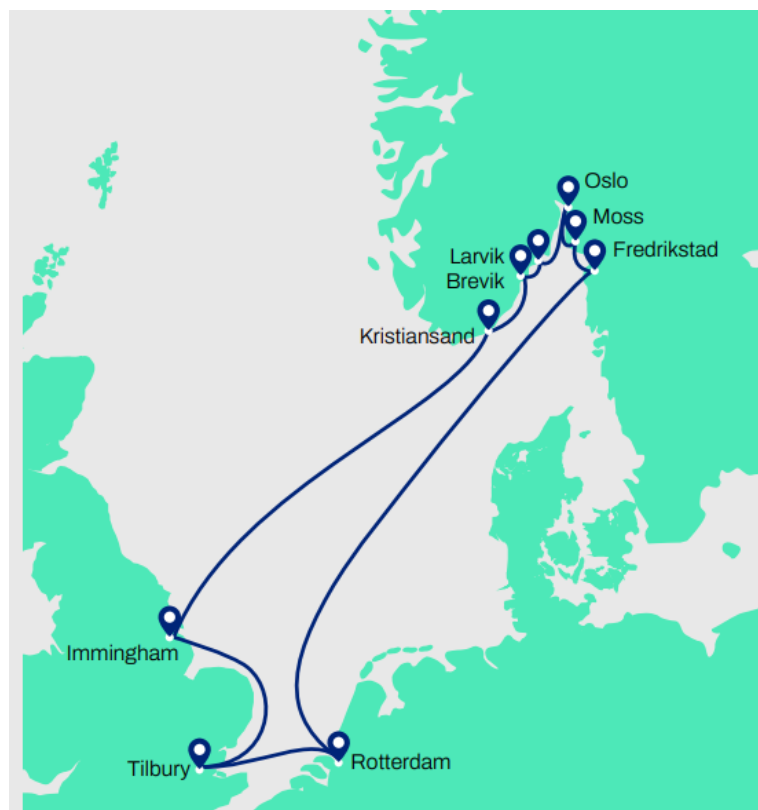 Oslo
Moss
Fredrikstad
Larvik
Brevik
Kristiansand
Immingham
Tilbury
Rotterdam